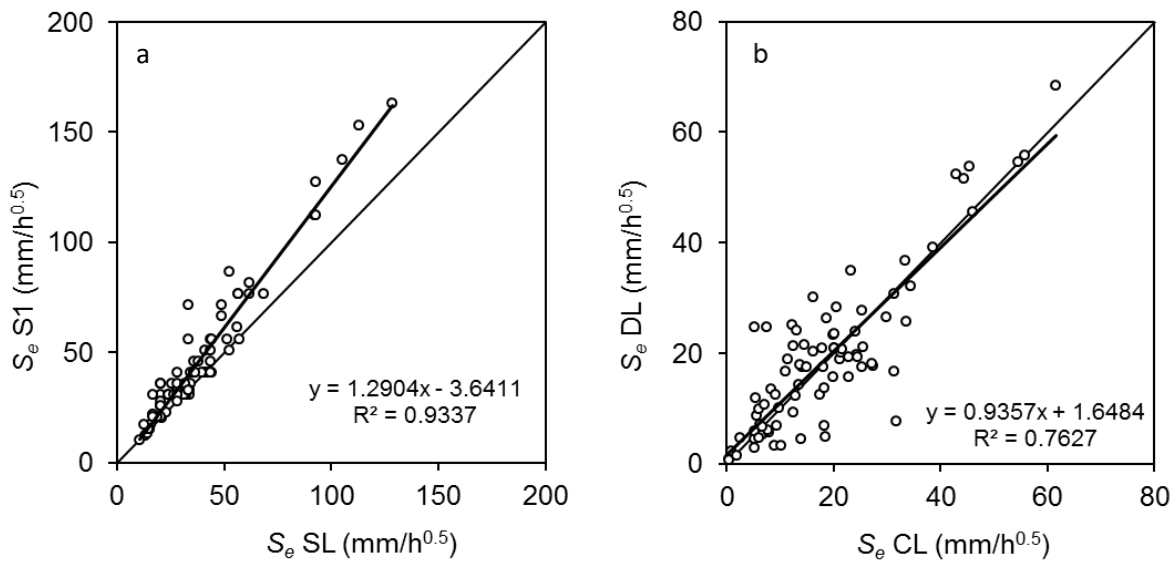 a
200
150
100
50
0
0 50 100 150 200
Se S1 (mm/h0.5)
Se SL (mm/h0.5)
y = 1.2904x - 3.6411
R² = 0.9337
b
80
60
40
20
0
0 20 40 60 80
Se DL (mm/h0.5)
Se CL (mm/h0.5)
y = 0.9357x + 1.6484
R² = 0.7627